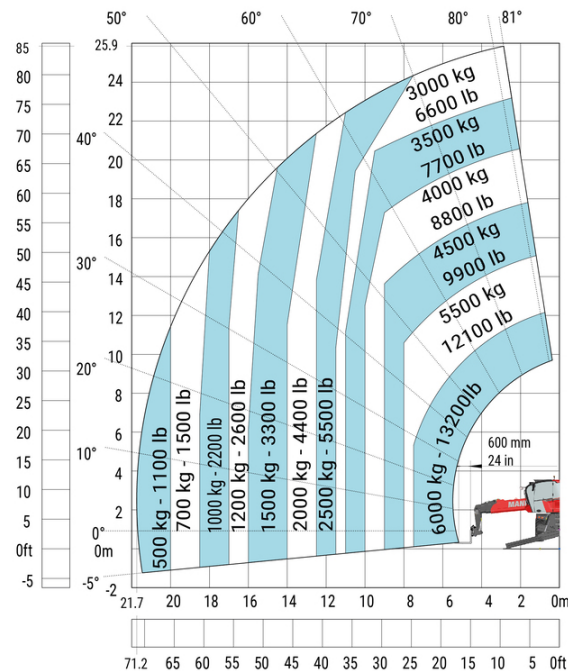 50°
60°
70°
80°
81°
85
80
75
70
65
60
55
50
45
40
35
30
25
20
15
10
5
0ft
-5
25.9
24
22
20
18
16
14
12
10
8
6
4
2
0m
-2
40°
30°
20°
10°
0°
-5°
3000 kg
6600 lb
3500 kg
7700 lb
4000 kg
8800 lb
4500 kg
9900 lb
5500 kg
12100 lb
6000 kg - 13200lb
500 kg - 1100 lb
700 kg - 1500 lb
1000 kg - 2200 lb
1200 kg - 2600 lb
1500 kg - 3300 lb
2000 kg - 4400 lb
2500 kg - 5500 lb
600 mm
24 in
21.7 20 18 16 14 12 10 8 6 4 2 0m
71.2 65 60 55 50 45 40 35 30 25 20 15 10 5 0ft